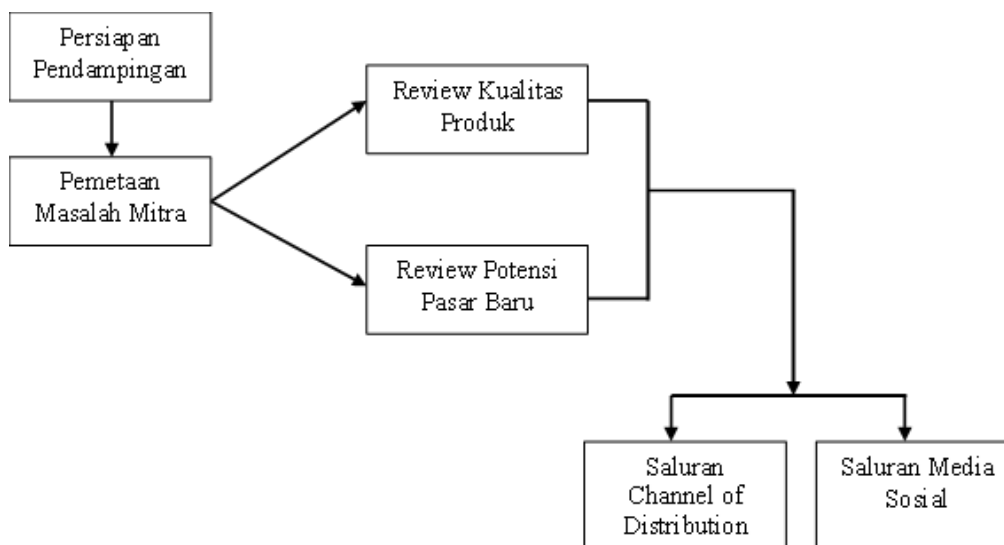 Persiapan
Pendampingan
Pemetaan
Masalah Mitra
Review Kualitas
Produk
Review Potensi
Pasar Baru
Saluran
Channel of
Distribution
Saluran Media
Sosial